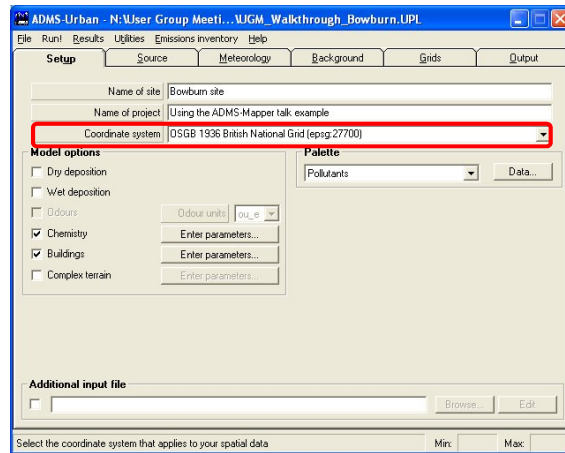 ADMS-Urban - N:\User Group Meeti...\UGM_Walkthrough_Bowburn.UPL
File Run! Results Utilities Emissions inventory Help
Setup Source Meteorology Background Grids Output
Name of site Bowburn site
Name of project Using the ADMS-Mapper talk example
Coordinate system OSGB 1936 British National Grid (epsg:27700)
Model options Palette
Dry deposition Pollutants Data...
Wet deposition
Odours Odour units ou_e
Chemistry Enter parameters...
Buildings Enter parameters...
Complex terrain Enter parameters...
Additional input file
Browse... Edit
Select the coordinate system that applies to your spatial data Min: Max: